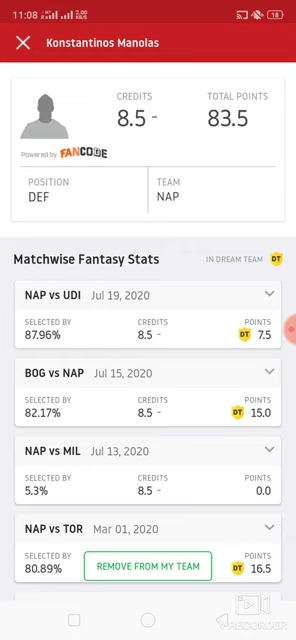 11:08 2.00 KB/S 18
Konstantinos Manolas
CREDITS TOTAL POINTS
8.5 - 83.5
Powered by FANCODE
POSITION TEAM
DEF NAP
Matchwise Fantasy Stats IN DREAM TEAM DT
NAP vs UDI Jul 19, 2020
SELECTED BY CREDITS POINTS
87.96% 8.5 - DT 7.5
BOG vs NAP Jul 15, 2020
SELECTED BY CREDITS POINTS
82.17% 8.5 - DT 15.0
NAP vs MIL Jul 13, 2020
SELECTED BY CREDITS POINTS
5.3% 8.5 - 0.0
NAP vs TOR Mar 01, 2020
SELECTED BY POINTS
80.89% REMOVE FROM MY TEAM DT 16.5
RECORDER